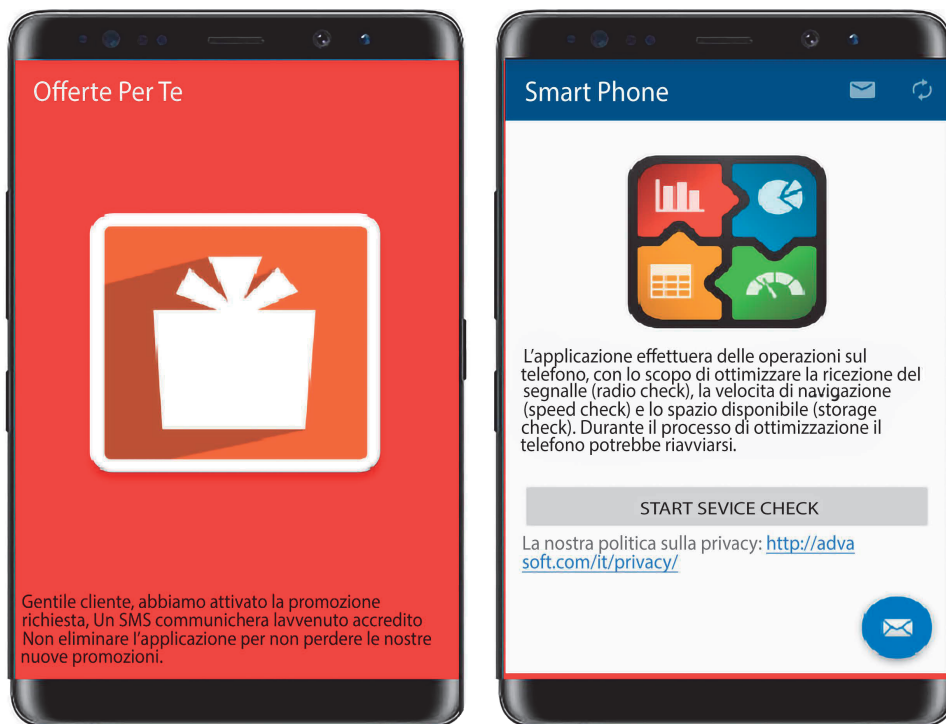 Offerte Per Te
Gentile cliente, abbiamo attivato la promozione
richiesta, Un SMS communichera lavvenuto accredito
Non eliminare l'applicazione per non perdere le nostre
nuove promozioni.
Smart Phone
L'applicazione effettuera delle operazioni sul
telefono, con lo scopo di ottimizzare la ricezione del
segnalle (radio check), la velocita di navigazione
(speed check) e lo spazio disponibile (storage
check). Durante il processo di ottimizzazione il
telefono potrebbe riavviarsi.
START SEVICE CHECK
La nostra politica sulla privacy: http://adva
soft.com/it/privacy/